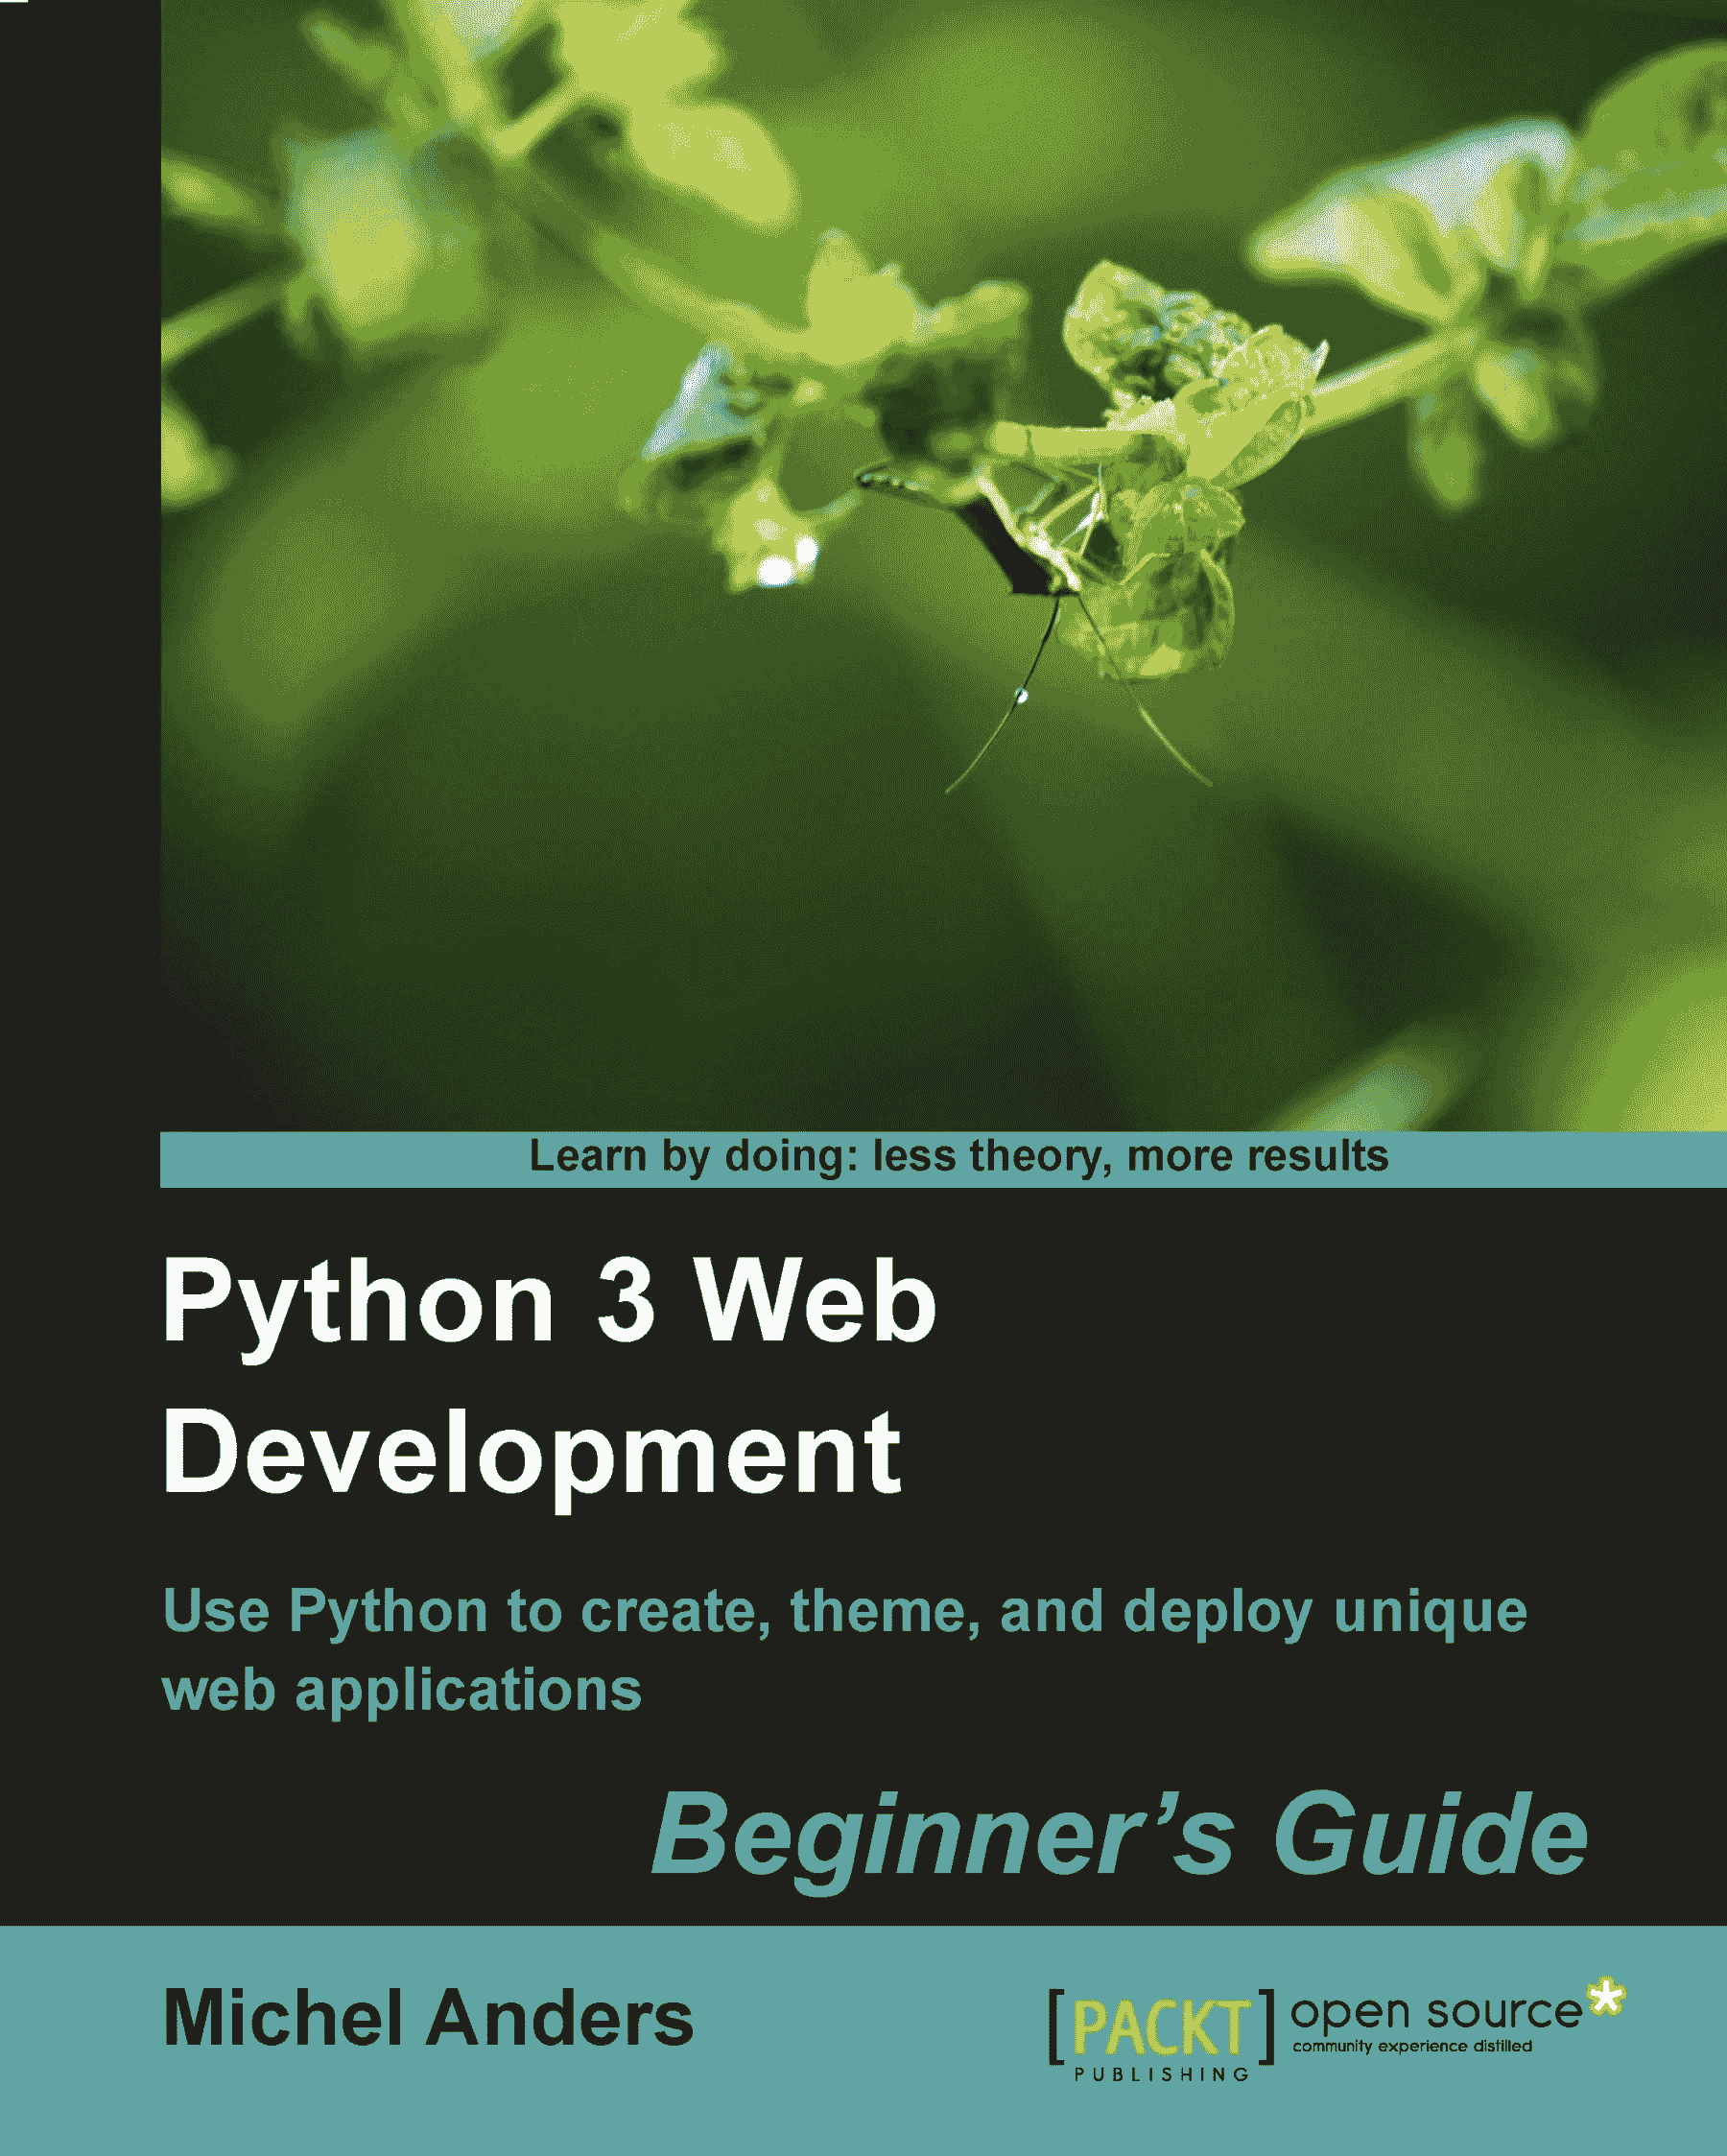 Learn by doing: less theory, more results
Python 3 Web
Development
Use Python to create, theme, and deploy unique
web applications
Beginner’s Guide
Michel Anders
[PACKT] open source*
PUBLISHING community experience distilled